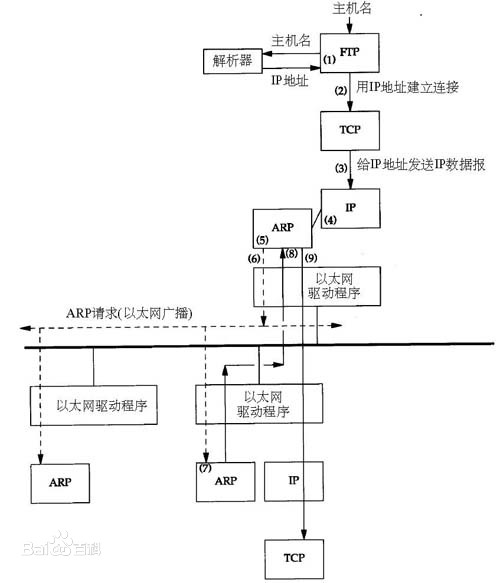 主机名
主机名
解析器
(1)
FTP
IP地址
(2)
用IP地址建立连接
TCP
(3)
给IP地址发送IP数据报
IP
(4)
ARP
(5)
(6)
(8)
(9)
以太网
驱动程序
ARP请求(以太网广播)
以太网驱动程序
以太网
驱动程序
ARP
(7)
ARP
IP
TCP
Bai百科